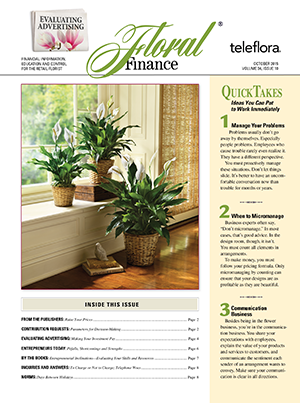 EVALUATING
ADVERTISING
FINANCIAL INFORMATION,
EDUCATION AND CONTROL
FOR THE RETAIL FLORIST
Floral®
Finance
teleflora.
OCTOBER 2015
VOLUME 34, ISSUE 10
QUICKTAKES
Ideas You Can Put
to Work Immediately
1 Manage Your Problems
Problems usually don't go
away by themselves. Especially
people problems. Employees who
cause trouble rarely ever realize it.
They have a different perspective.
You must proactively manage
these situations. Don't let things
slide. It's better to have an uncom-
fortable conversation now than
trouble for months or years.
2 When to Micromanage
Business experts often say,
"Don't micromanage." In most
cases, that's good advice. In the
design room, though, it isn't.
You must count all elements in
arrangements.
To make money, you must
follow your pricing formula. Only
micromanaging by counting can
ensure that your designs are as
profitable as they are beautiful.
3 Communication
Business
Besides being in the flower
business, you're in the communica-
tion business. You share your
expectations with employees,
explain the value of your products
and services to customers, and
communicate the sentiment each
sender of an arrangement wants to
convey. Make sure your communi-
cation is clear in all directions.
INSIDE THIS ISSUE
FROM THE PUBLISHERS: Raise Your Prices Page 2
CONTRIBUTION REQUESTS: Parameters for Decision-Making Page 3
EVALUATING ADVERTISING: Making Your Investment Pay Page 4
ENTREPRENEURS TODAY: Pitfalls, Shortcomings and Strengths Page 6
BY THE BOOKS: Entrepreneurial Inclinations – Evaluating Your Skills and Resources Page 7
INQUIRIES AND ANSWERS: To Charge or Not to Charge; Telephone Woes Page 8
NORMS: Page 8